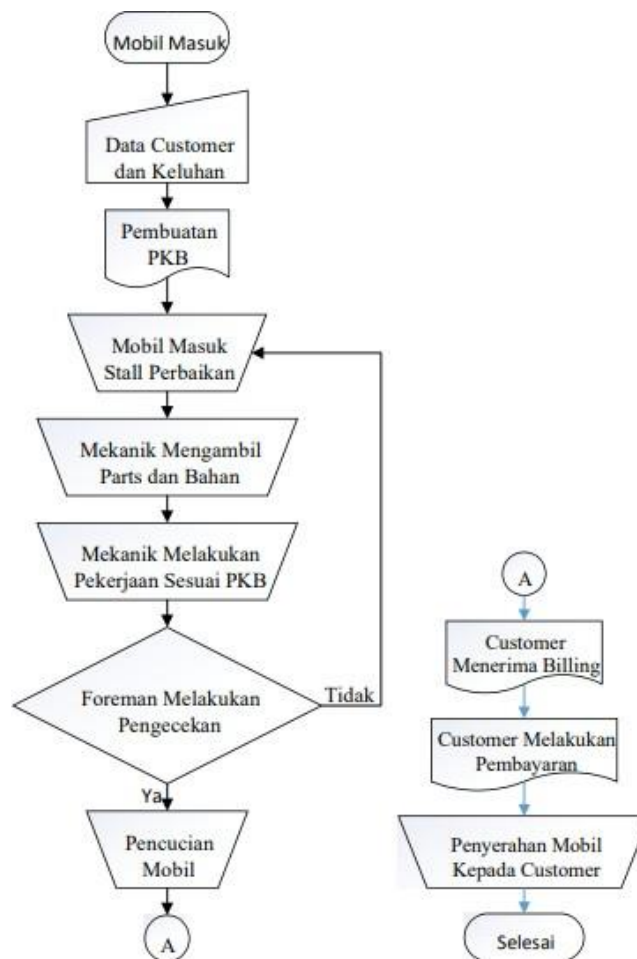 Mobil Masuk
Data Customer
dan Keluhan
Pembuatan
PKB
Mobil Masuk
Stall Perbaikan
Mekanik Mengambil
Parts dan Bahan
Mekanik Melakukan
Pekerjaan Sesuai PKB
Foreman Melakukan
Pengecekan
Tidak
Ya
Pencucian
Mobil
A
A
Customer
Menerima Billing
Customer Melakukan
Pembayaran
Penyerahan Mobil
Kepada Customer
Selesai